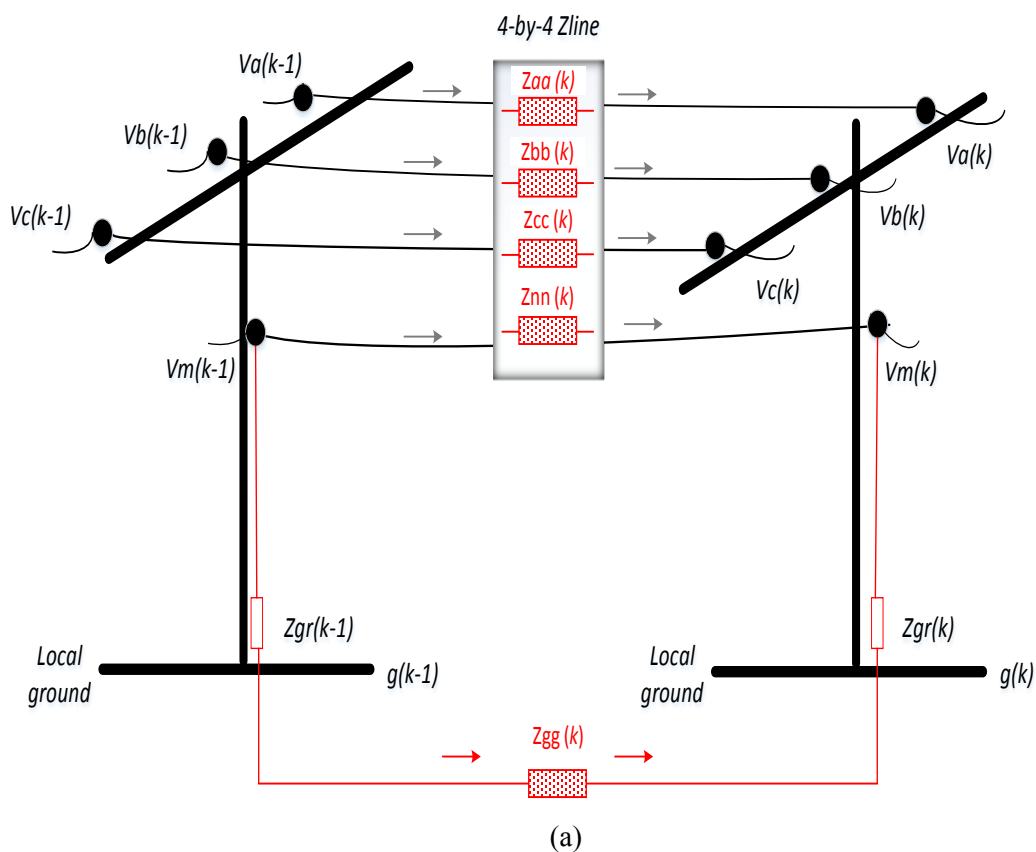 4-by-4 Zline
Va(k-1)
Zaa (k)
Vb(k-1)
Zbb (k)
Va(k)
Vc(k-1)
Zcc (k)
Vb(k)
Vc(k)
Znn (k)
Vm(k-1)
Vm(k)
Zgr(k-1)
Zgr(k)
Local
ground
g(k-1)
Local
ground
g(k)
Zgg (k)
(a)